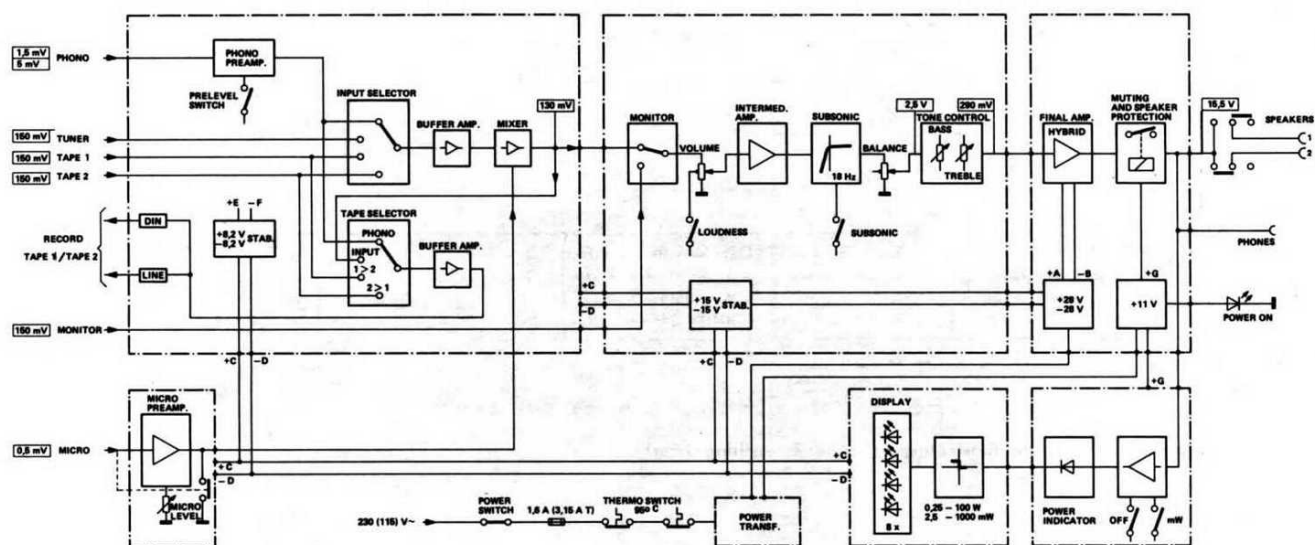 1,5 mV
5 mV
PHONO
PHONO
PREAMP.
PRELEVEL
SWITCH
INPUT SELECTOR
150 mV TUNER
150 mV TAPE 1
150 mV TAPE 2
BUFFER AMP.
MIXER
130 mV
+E
-F
+8,2 V
-8,2 V
STAB.
DIN
RECORD
TAPE 1/TAPE 2
LINE
TAPE SELECTOR
PHONO
INPUT
1>2
2>1
BUFFER AMP.
150 mV MONITOR
+C
-D
+C
-D
MONITOR
VOLUME
INTERMED.
AMP.
SUBSONIC
18 Hz
BALANCE
2,5 V
290 mV
TONE CONTROL
BASS
TREBLE
LOUDNESS
SUBSONIC
+15 V
-15 V
STAB.
+C
-D
FINAL AMP.
HYBRID
MUTING
AND SPEAKER
PROTECTION
15,5 V
SPEAKERS
1
2
PHONES
+A
-B
+G
+28 V
-28 V
+11 V
POWER ON
+G
MICRO
PREAMP.
0,5 mV MICRO
MICRO
LEVEL
+C
-D
230 (115) V~
POWER
SWITCH
1,6 A (3,15 A T)
THERMO SWITCH
95° C
POWER
TRANSF.
+C
-D
DISPLAY
8 x
0,25 – 100 W
2,5 – 1000 mW
POWER
INDICATOR
OFF
mW